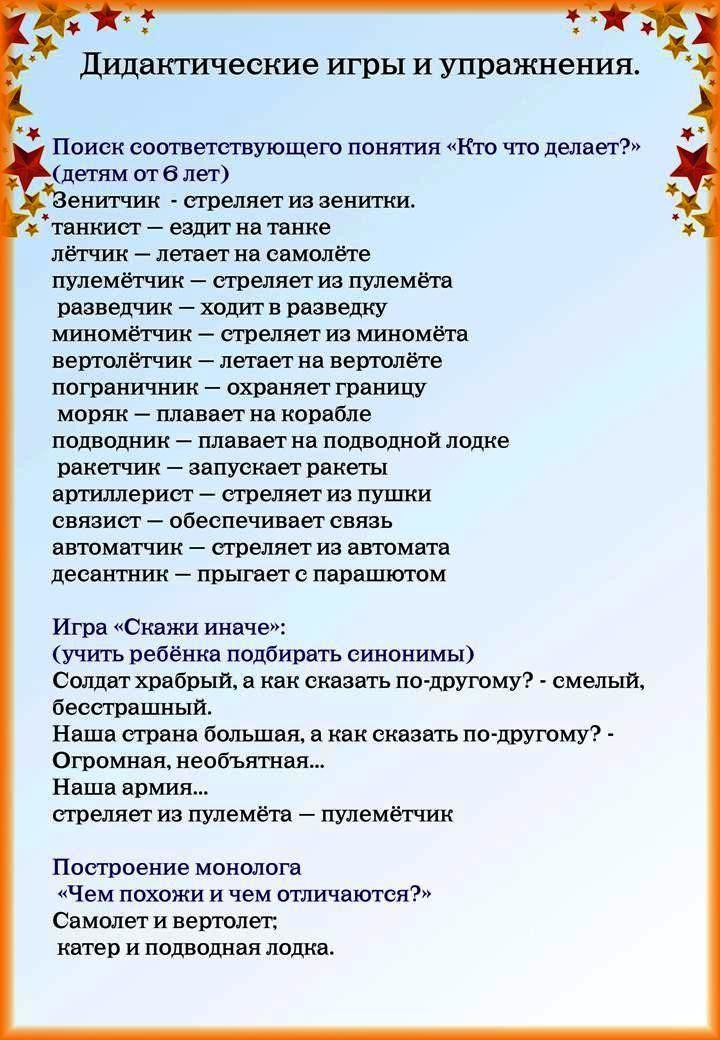 Дидактические игры и упражнения.
Поиск соответствующего понятия «Кто что делает?»
(детям от 6 лет)
Зенитчик - стреляет из зенитки.
танкист – ездит на танке
лётчик – летает на самолёте
пулемётчик – стреляет из пулемёта
разведчик – ходит в разведку
миномётчик – стреляет из миномёта
вертолётчик – летает на вертолёте
пограничник – охраняет границу
моряк – плавает на корабле
подводник – плавает на подводной лодке
ракетчик – запускает ракеты
артиллерист – стреляет из пушки
связист – обеспечивает связь
автоматчик – стреляет из автомата
десантник – прыгает с парашютом
Игра «Скажи иначе»:
(учить ребёнка подбирать синонимы)
Солдат храбрый, а как сказать по-другому? - смелый,
бесстрашный.
Наша страна большая, а как сказать по-другому? -
Огромная, необъятная...
Наша армия...
стреляет из пулемёта – пулемётчик
Построение монолога
«Чем похожи и чем отличаются?»
Самолет и вертолет;
катер и подводная лодка.